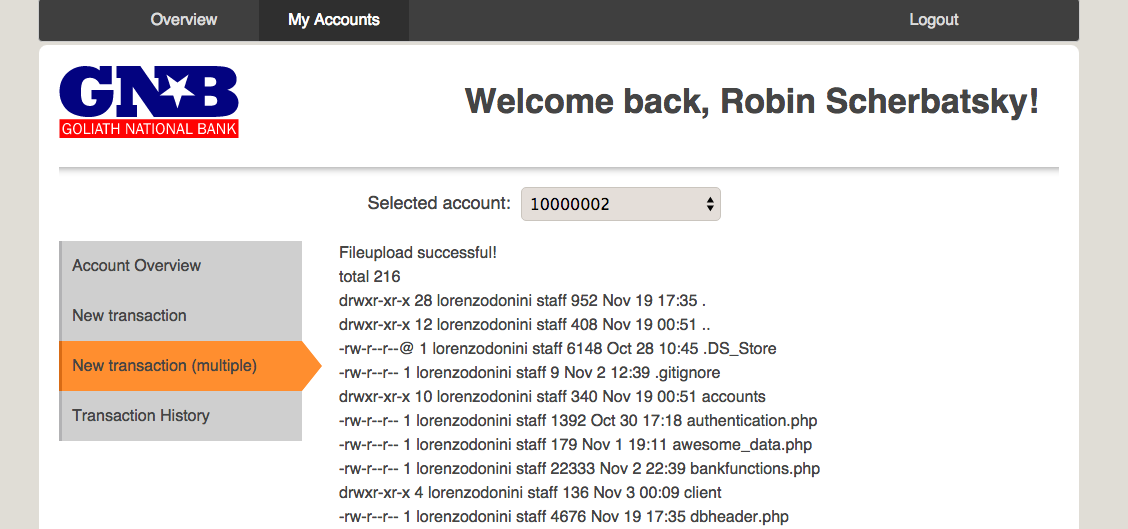 Overview
My Accounts
Logout
GNB
GOLIATH NATIONAL BANK
Welcome back, Robin Scherbatsky!
Selected account:
10000002
Account Overview
New transaction
New transaction (multiple)
Transaction History
Fileupload successful!
total 216
drwxr-xr-x 28 lorenzodonini staff 952 Nov 19 17:35 .
drwxr-xr-x 12 lorenzodonini staff 408 Nov 19 00:51 ..
-rw-r--r--@ 1 lorenzodonini staff 6148 Oct 28 10:45 .DS_Store
-rw-r--r-- 1 lorenzodonini staff 9 Nov 2 12:39 .gitignore
drwxr-xr-x 10 lorenzodonini staff 340 Nov 19 00:51 accounts
-rw-r--r-- 1 lorenzodonini staff 1392 Oct 30 17:18 authentication.php
-rw-r--r-- 1 lorenzodonini staff 179 Nov 1 19:11 awesome_data.php
-rw-r--r-- 1 lorenzodonini staff 22333 Nov 2 22:39 bankfunctions.php
drwxr-xr-x 4 lorenzodonini staff 136 Nov 3 00:09 client
-rw-r--r-- 1 lorenzodonini staff 4676 Nov 19 17:35 dbheader.php